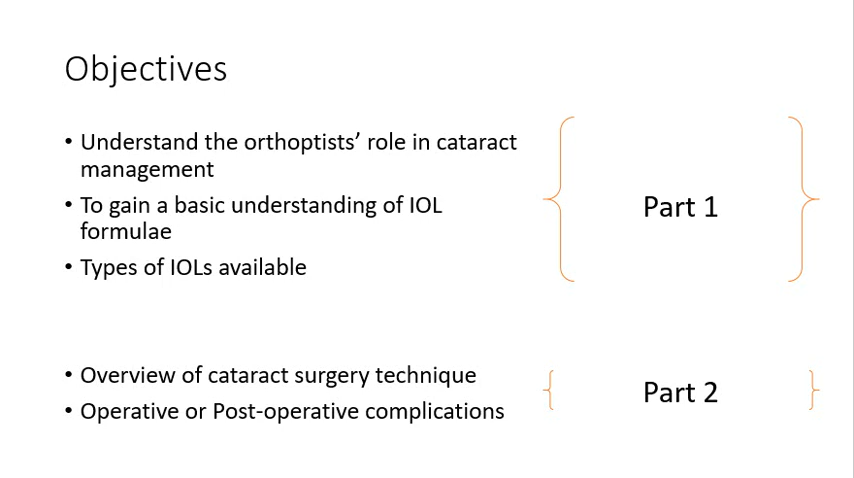 Objectives
• Understand the orthoptists’ role in cataract
management
• To gain a basic understanding of IOL
formulae
• Types of IOLs available
Part 1
• Overview of cataract surgery technique
• Operative or Post-operative complications
Part 2